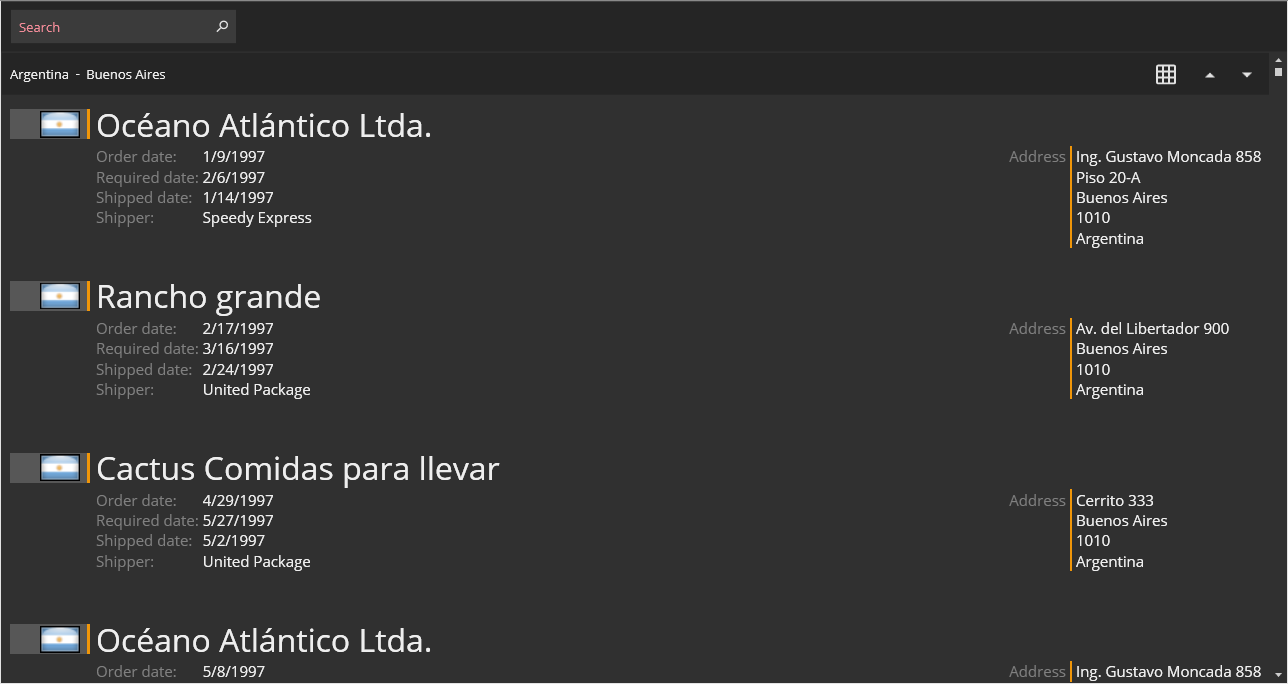 Search
Argentina - Buenos Aires
Océano Atlántico Ltda.
Order date: 1/9/1997 Address Ing. Gustavo Moncada 858
Required date: 2/6/1997 Piso 20-A
Shipped date: 1/14/1997 Buenos Aires
Shipper: Speedy Express 1010
Argentina
Rancho grande
Order date: 2/17/1997 Address Av. del Libertador 900
Required date: 3/16/1997 Buenos Aires
Shipped date: 2/24/1997 1010
Shipper: United Package Argentina
Cactus Comidas para llevar
Order date: 4/29/1997 Address Cerrito 333
Required date: 5/27/1997 Buenos Aires
Shipped date: 5/2/1997 1010
Shipper: United Package Argentina
Océano Atlántico Ltda.
Order date: 5/8/1997 Address Ing. Gustavo Moncada 858